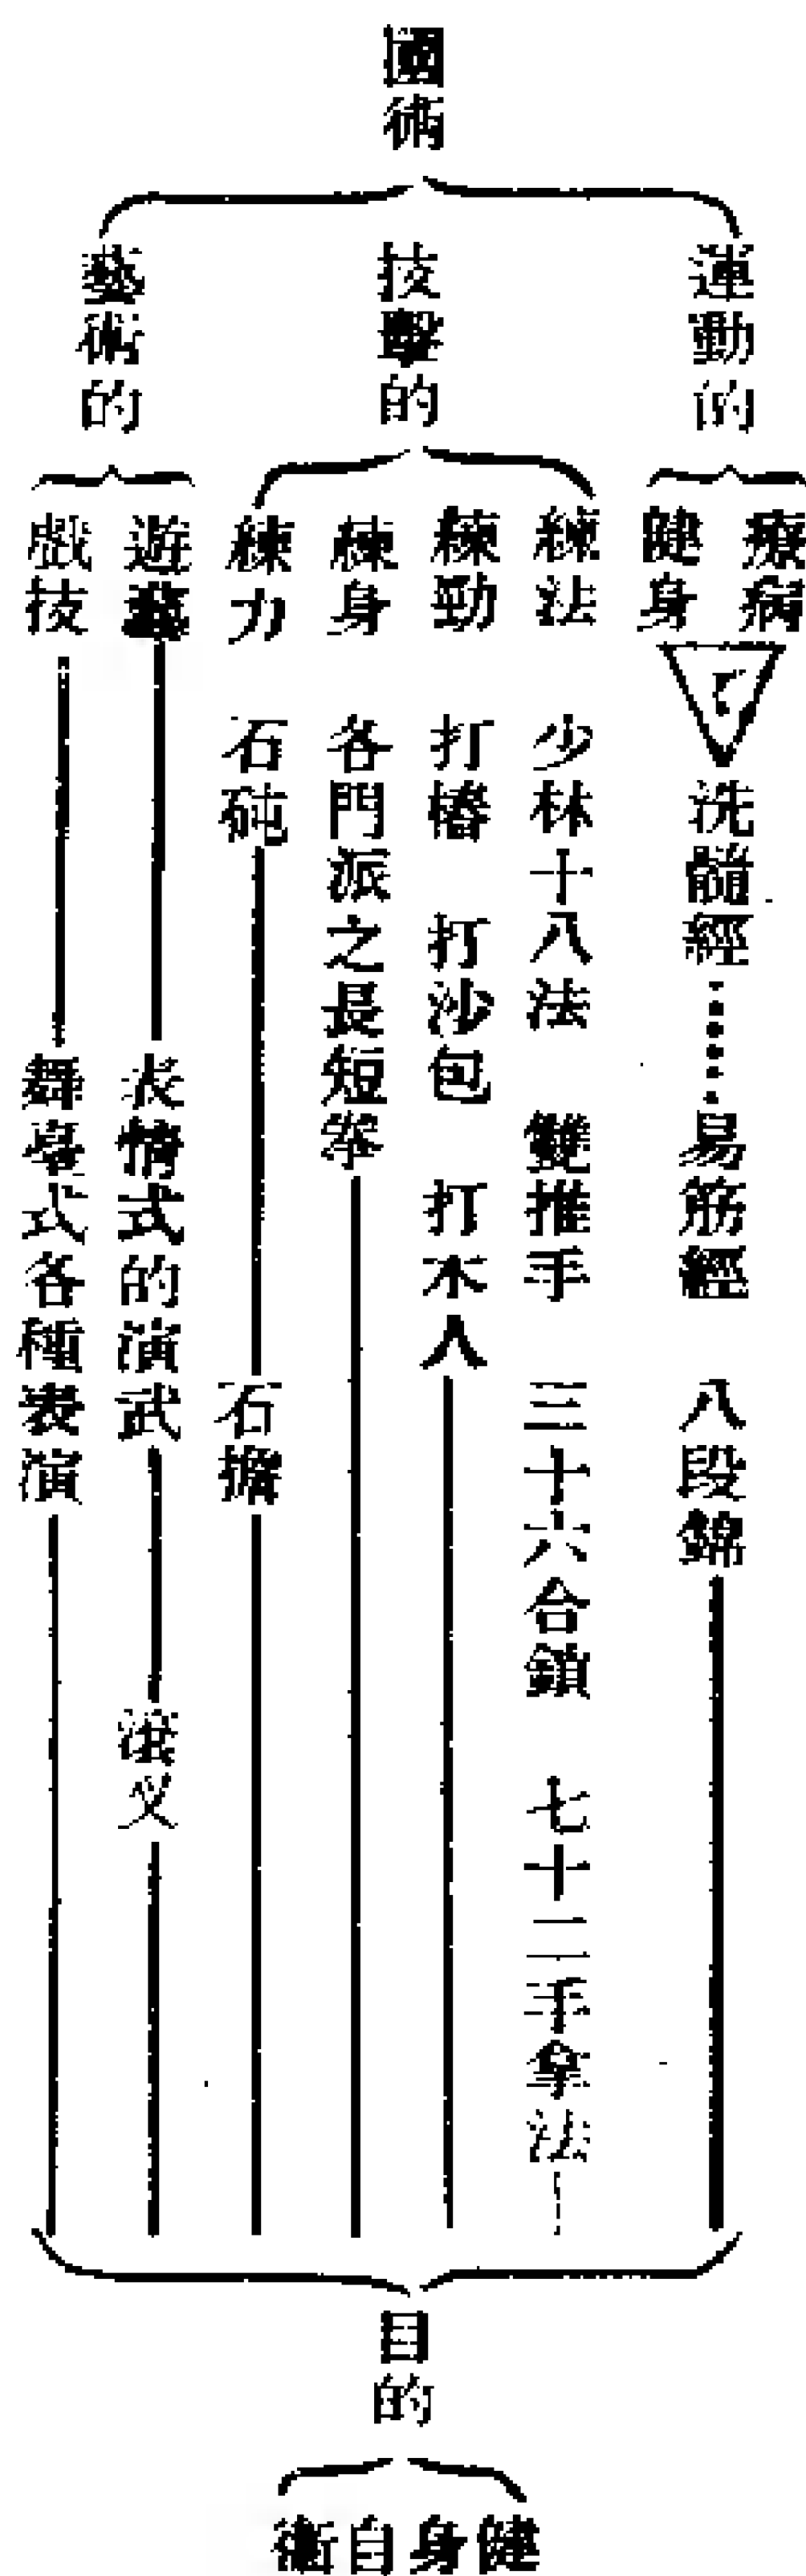 國術
運動的
技擊的
藝術的
療病
健身
洗髓經……易筋經　八段錦
練法　少林十八法　雙推手　三十六合鎖　七十二手拿法
練勁　打樁　打沙包　打木人
練身　各門派之長短拳
練力　石砘　石擔
遊藝　表情式的演武
戲技　舞臺式各種表演
目的
健身自衛